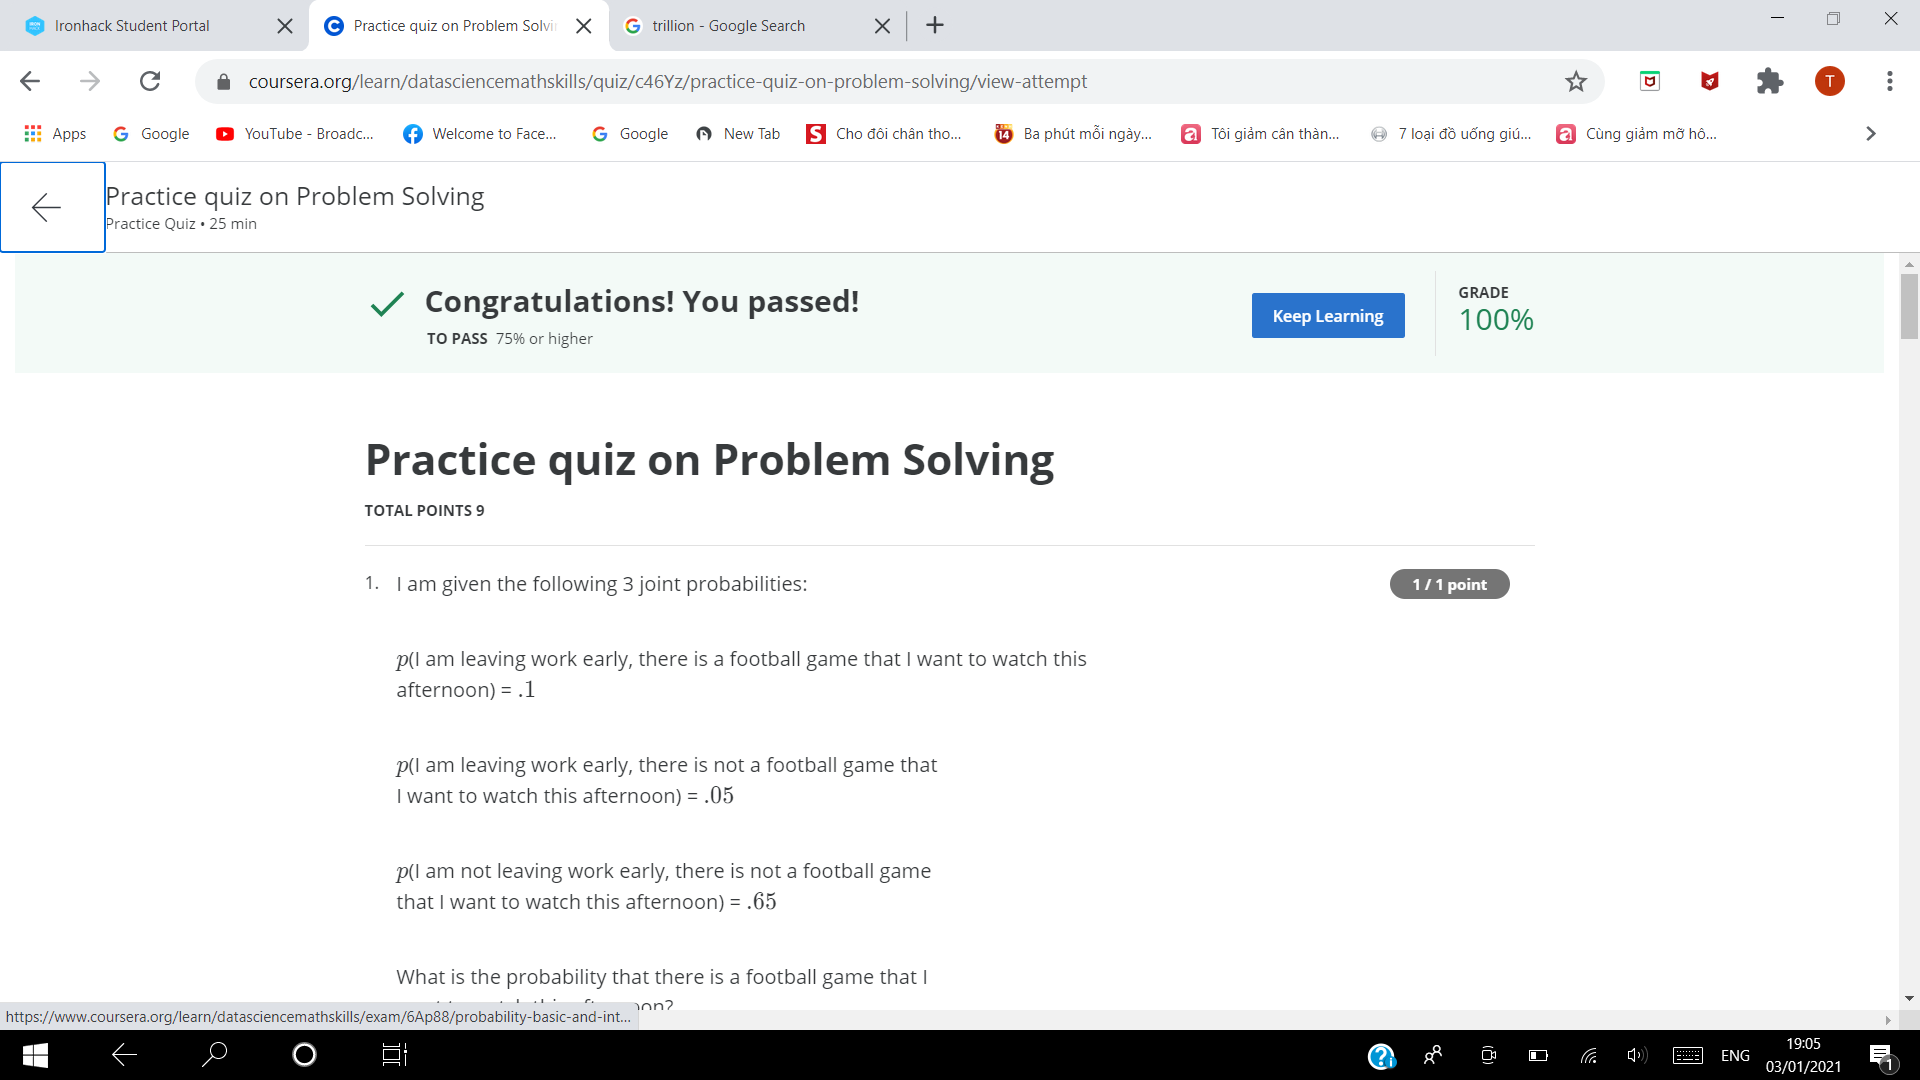 Ironhack Student Portal
Practice quiz on Problem Solvi
trillion - Google Search
coursera.org/learn/datasciencemathskills/quiz/c46Yz/practice-quiz-on-problem-solving/view-attempt
T
Apps
Google
YouTube - Broadc...
Welcome to Face...
Google
New Tab
Cho đôi chân tho...
Ba phút mỗi ngày...
Tôi giảm cân thàn...
7 loại đồ uống giú...
Cùng giảm mỡ hô...
Practice quiz on Problem Solving
Practice Quiz • 25 min
Congratulations! You passed!
TO PASS 75% or higher
Keep Learning
GRADE
100%
Practice quiz on Problem Solving
TOTAL POINTS 9
1. I am given the following 3 joint probabilities:
1 / 1 point
p(I am leaving work early, there is a football game that I want to watch this
afternoon) = .1
p(I am leaving work early, there is not a football game that
I want to watch this afternoon) = .05
p(I am not leaving work early, there is not a football game
that I want to watch this afternoon) = .65
What is the probability that there is a football game that I
https://www.coursera.org/learn/datasciencemathskills/exam/6Ap88/probability-basic-and-int...
ENG
19:05
03/01/2021
1